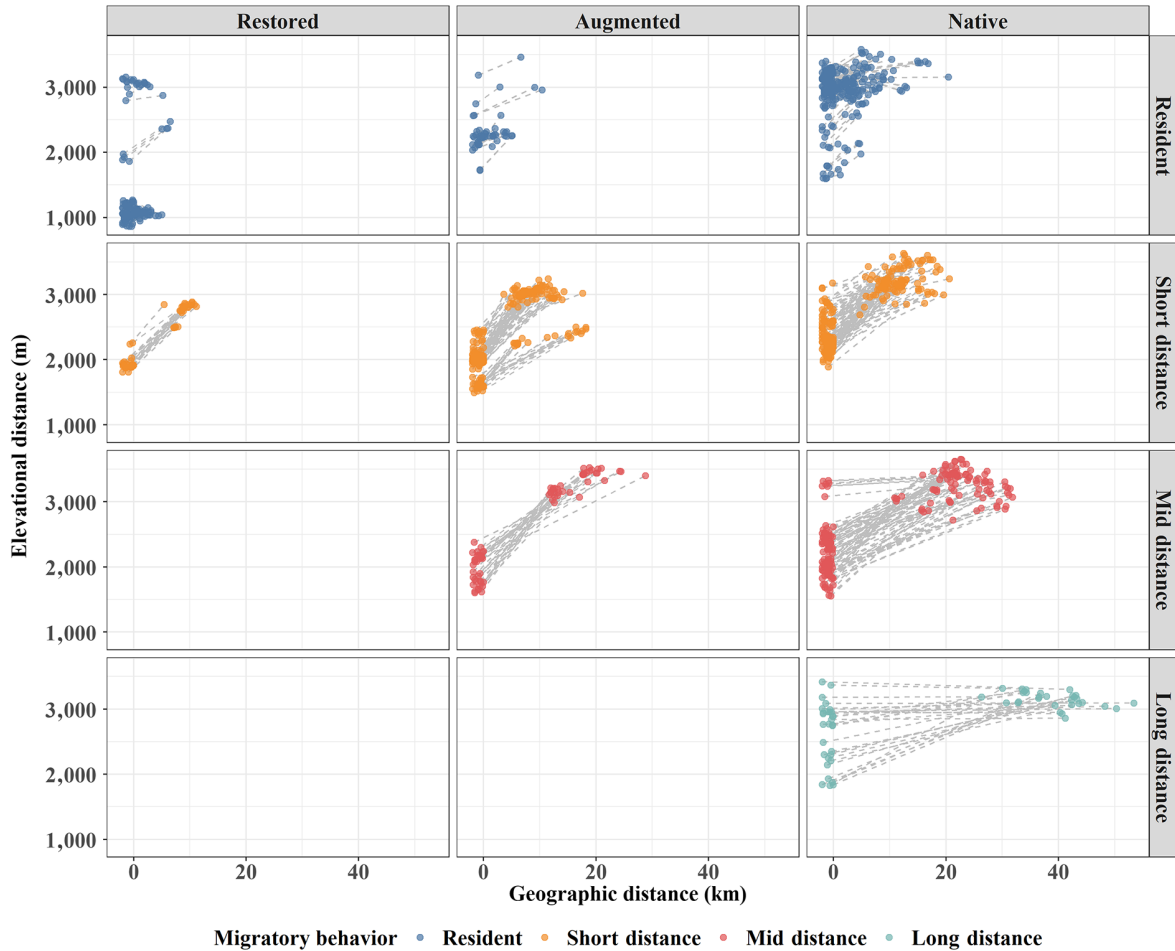 Restored Augmented Native
3,000
2,000
1,000
Resident
3,000
2,000
1,000
Short distance
Elevational distance (m)
3,000
2,000
1,000
Mid distance
3,000
2,000
1,000
Long distance
0 20 40 0 20 40 0 20 40
Geographic distance (km)
Migratory behavior Resident Short distance Mid distance Long distance